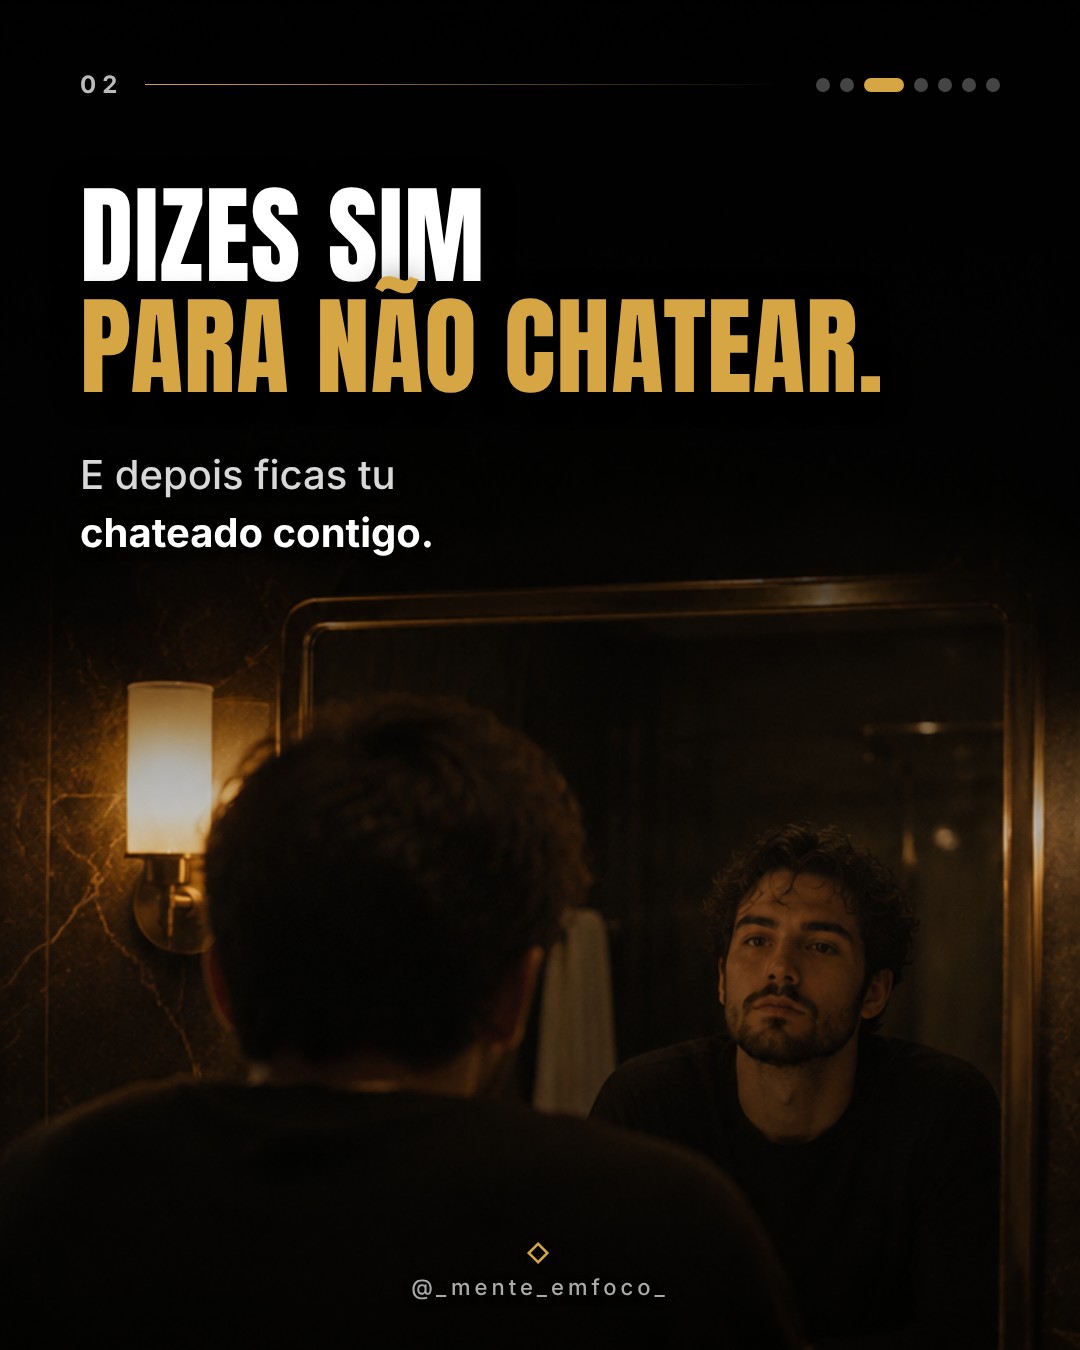 02
DIZES SIM
PARA NÃO CHATEAR.
E depois ficas tu
chateado contigo.
@_mente_emfoco_